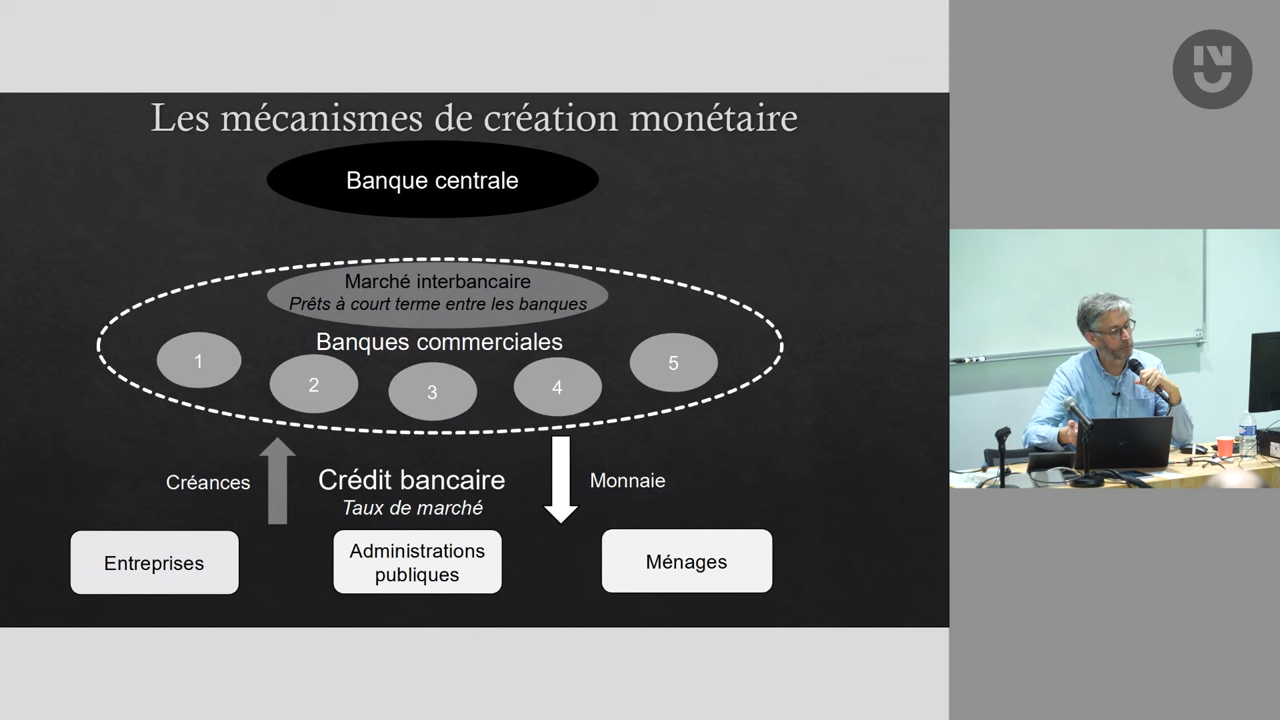 Les mécanismes de création monétaire
Banque centrale
Marché interbancaire
Prêts à court terme entre les banques
Banques commerciales
1
2
3
4
5
Créances
Crédit bancaire
Taux de marché
Monnaie
Entreprises
Administrations
publiques
Ménages
INU